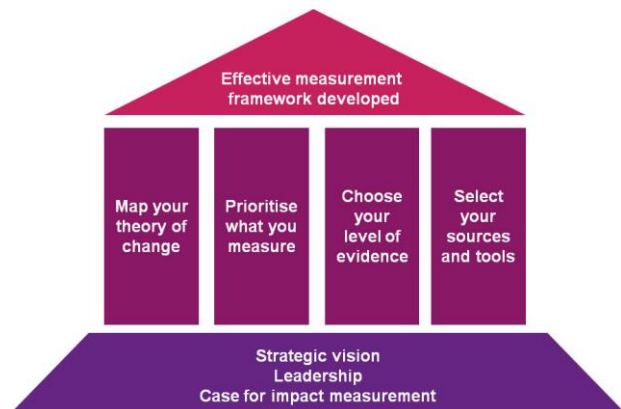 Effective measurement
framework developed
Map your
theory of
change
Prioritise
what you
measure
Choose
your
level of
evidence
Select
your
sources
and tools
Strategic vision
Leadership
Case for impact measurement